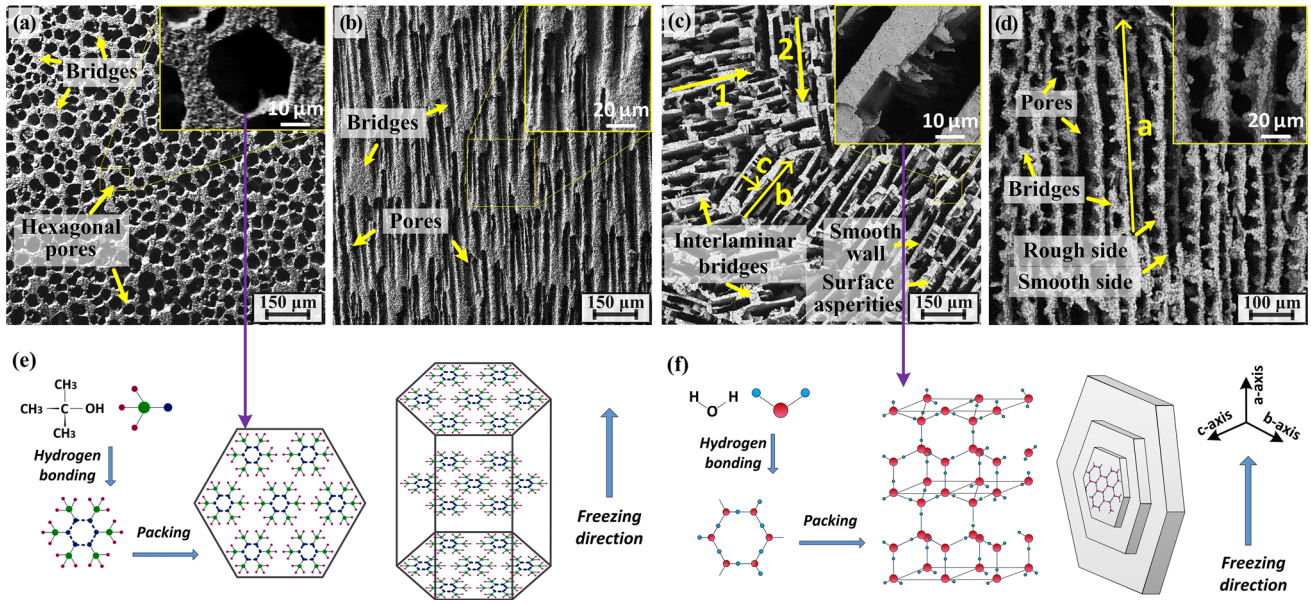 (a)
Bridges
10 µm
Hexagonal
pores
150 µm
(b)
Bridges
20 µm
Pores
150 µm
(c)
2
1
10 µm
c
b
Interlaminar
bridges
Smooth
wall
Surface
asperities
150 µm
(d)
Pores
a
20 µm
Bridges
Rough side
Smooth side
100 µm
(e)
CH3
CH3 C OH
CH3
Hydrogen
bonding
Packing
Freezing
direction
(f)
H H
O
Hydrogen
bonding
Packing
a-axis
c-axis
b-axis
Freezing
direction